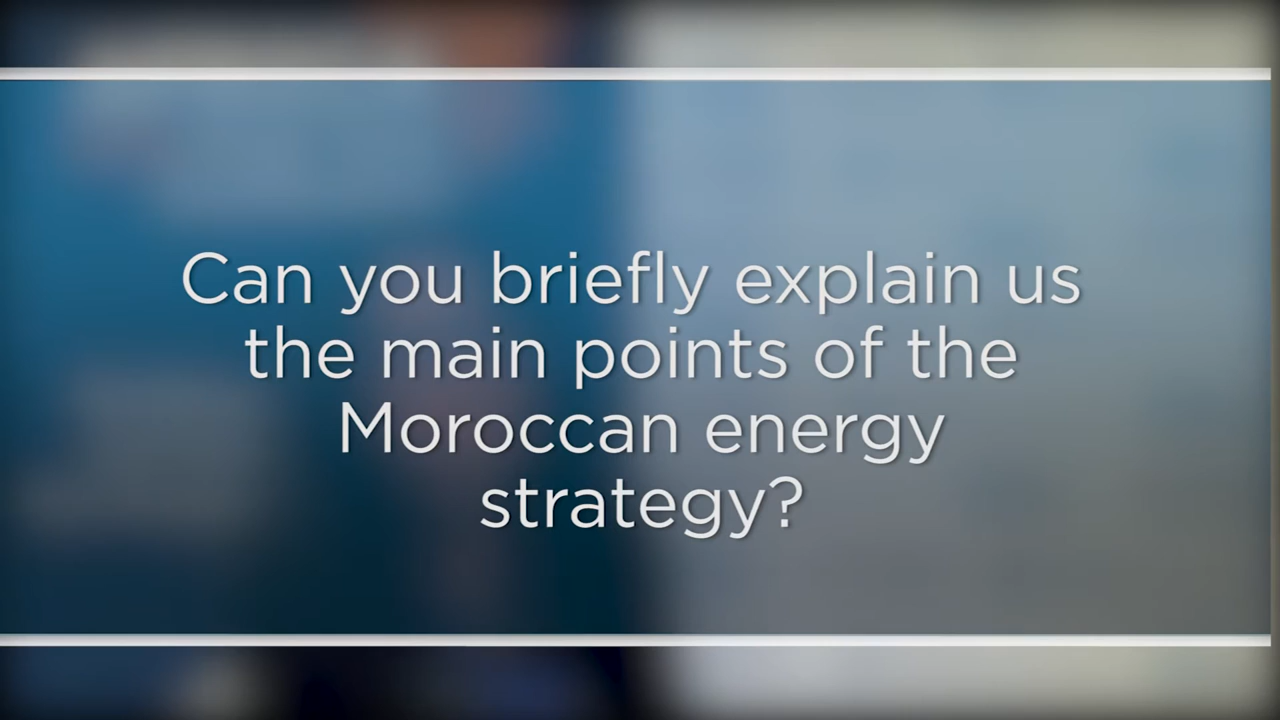 Can you briefly explain us
the main points of the
Moroccan energy
strategy?